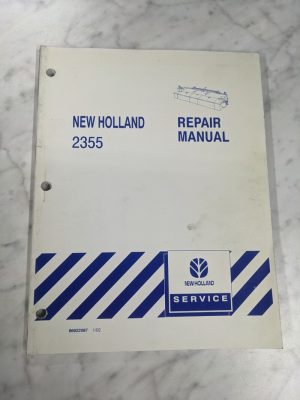 NEW HOLLAND
2355
REPAIR
MANUAL
NEW HOLLAND
SERVICE